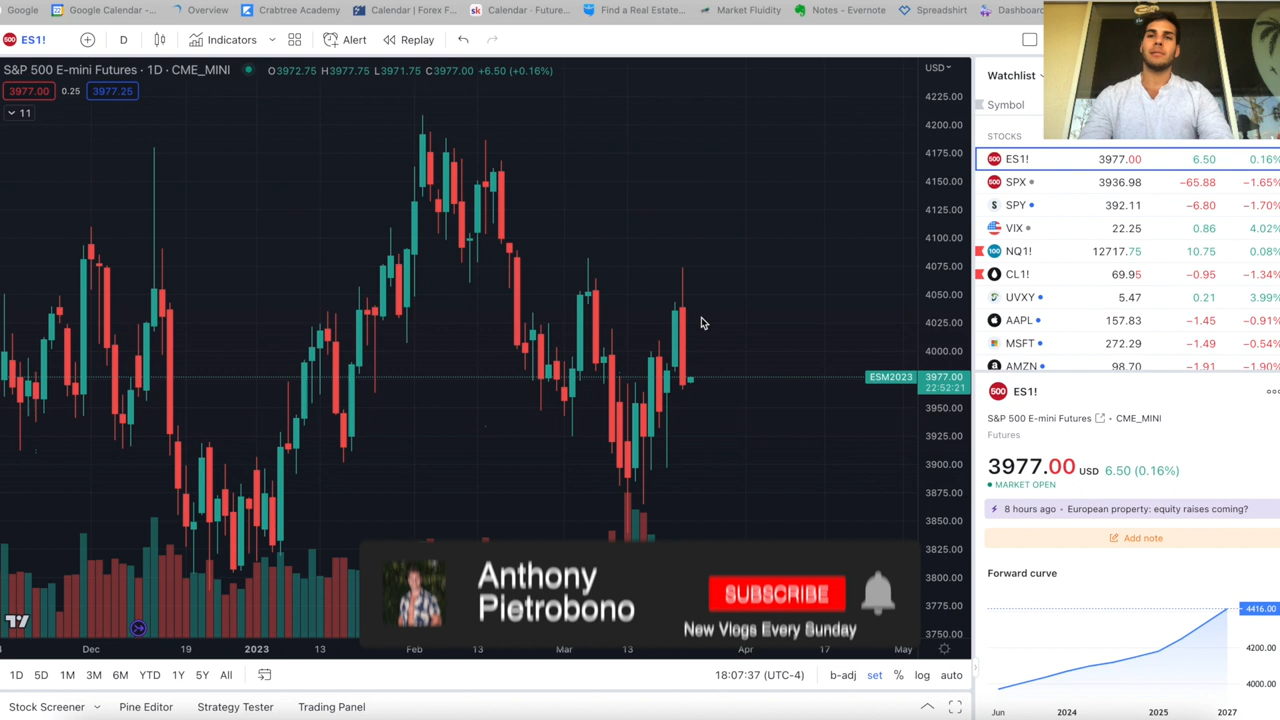 Google Google Calendar -... Overview Crabtree Academy Calendar | Forex F... Calendar · Future... Find a Real Estate... Market Fluidity Notes - Evernote Spreadshirt Dashboard
500 ES1! D Indicators Alert Replay
S&P 500 E-mini Futures · 1D · CME_MINI O3972.75 H3977.75 L3971.75 C3977.00 +6.50 (+0.16%) USD
3977.00 0.25 3977.25
11
4225.00
4200.00
4175.00
4150.00
4125.00
4100.00
4075.00
4050.00
4025.00
4000.00
ESM2023 3977.00
22:52:21
3950.00
3925.00
3900.00
3875.00
3850.00
3825.00
3800.00
3775.00
3750.00
Dec 19 2023 13 Feb 13 Mar 13 Apr 17 May
Anthony
Pietrobono
SUBSCRIBE
New Vlogs Every Sunday
1D 5D 1M 3M 6M YTD 1Y 5Y All 18:07:37 (UTC-4) b-adj set % log auto
Stock Screener Pine Editor Strategy Tester Trading Panel
Watchlist
Symbol
STOCKS
500 ES1! 3977.00 6.50 0.16%
500 SPX 3936.98 −65.88 −1.65%
S SPY 392.11 −6.80 −1.70%
VIX 22.25 0.86 4.02%
100 NQ1! 12717.75 10.75 0.08%
CL1! 69.95 −0.95 −1.34%
UVXY 5.47 0.21 3.99%
AAPL 157.83 −1.45 −0.91%
MSFT 272.29 −1.49 −0.54%
AMZN 98.70 −1.91 −1.90%
500 ES1!
S&P 500 E-mini Futures · CME_MINI
Futures
3977.00 USD 6.50 (0.16%)
MARKET OPEN
8 hours ago · European property: equity raises coming?
Add note
Forward curve
4416.00
4200.00
4000.00
Jun 2024 2025 2027